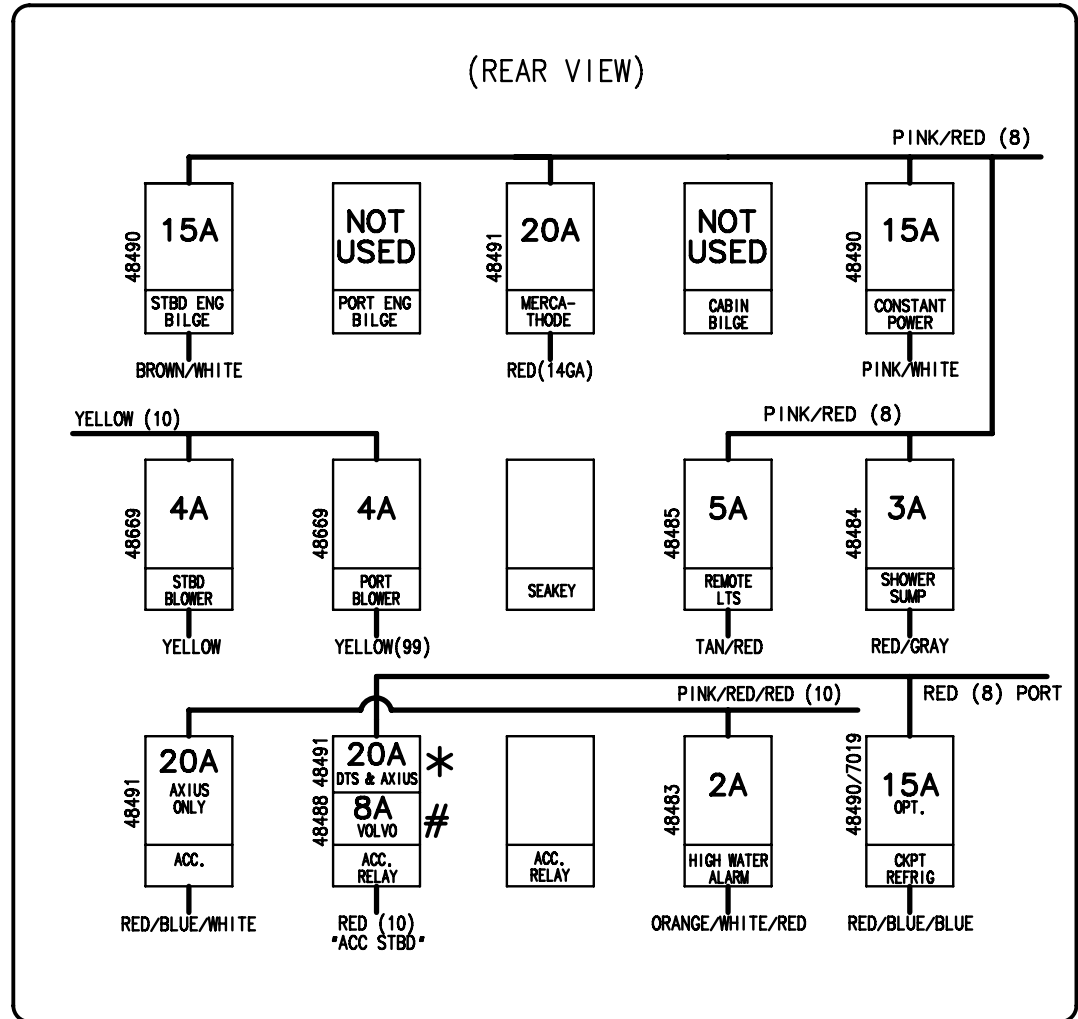 (REAR VIEW)
PINK/RED (8)
48490
15A
STBD ENG
BILGE
BROWN/WHITE
NOT
USED
PORT ENG
BILGE
48491
20A
MERCA-
THODE
RED(14GA)
NOT
USED
CABIN
BILGE
48490
15A
CONSTANT
POWER
PINK/WHITE
YELLOW (10)
PINK/RED (8)
48669
4A
STBD
BLOWER
YELLOW
48669
4A
PORT
BLOWER
YELLOW(99)
SEAKEY
48485
5A
REMOTE
LTS
TAN/RED
48484
3A
SHOWER
SUMP
RED/GRAY
PINK/RED/RED (10)
RED (8) PORT
48491
20A
AXIUS
ONLY
ACC.
RED/BLUE/WHITE
48488 48491
20A *
DTS & AXIUS
8A #
VOLVO
ACC.
RELAY
RED (10)
"ACC STBD"
ACC.
RELAY
48483
2A
HIGH WATER
ALARM
ORANGE/WHITE/RED
48490/7019
15A
OPT.
CKPT
REFRIG
RED/BLUE/BLUE